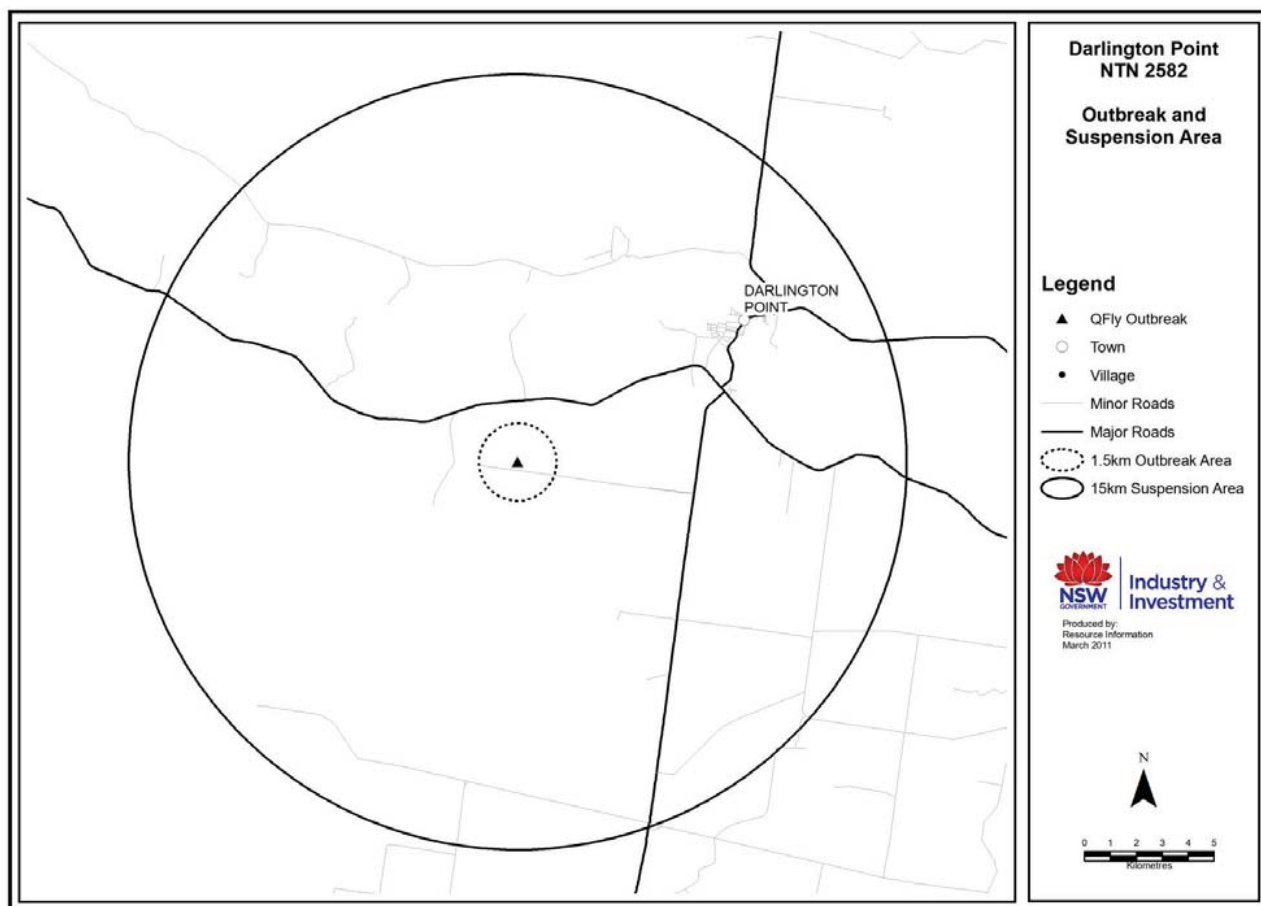 Darlington Point
NTN 2582
Outbreak and
Suspension Area
DARLINGTON
POINT
Legend
QFly Outbreak
Town
Village
Minor Roads
Major Roads
1.5km Outbreak Area
15km Suspension Area
NSW
GOVERNMENT
Industry &
Investment
Produced by:
Resource Information
March 2011
N
0 1 2 3 4 5
Kilometres